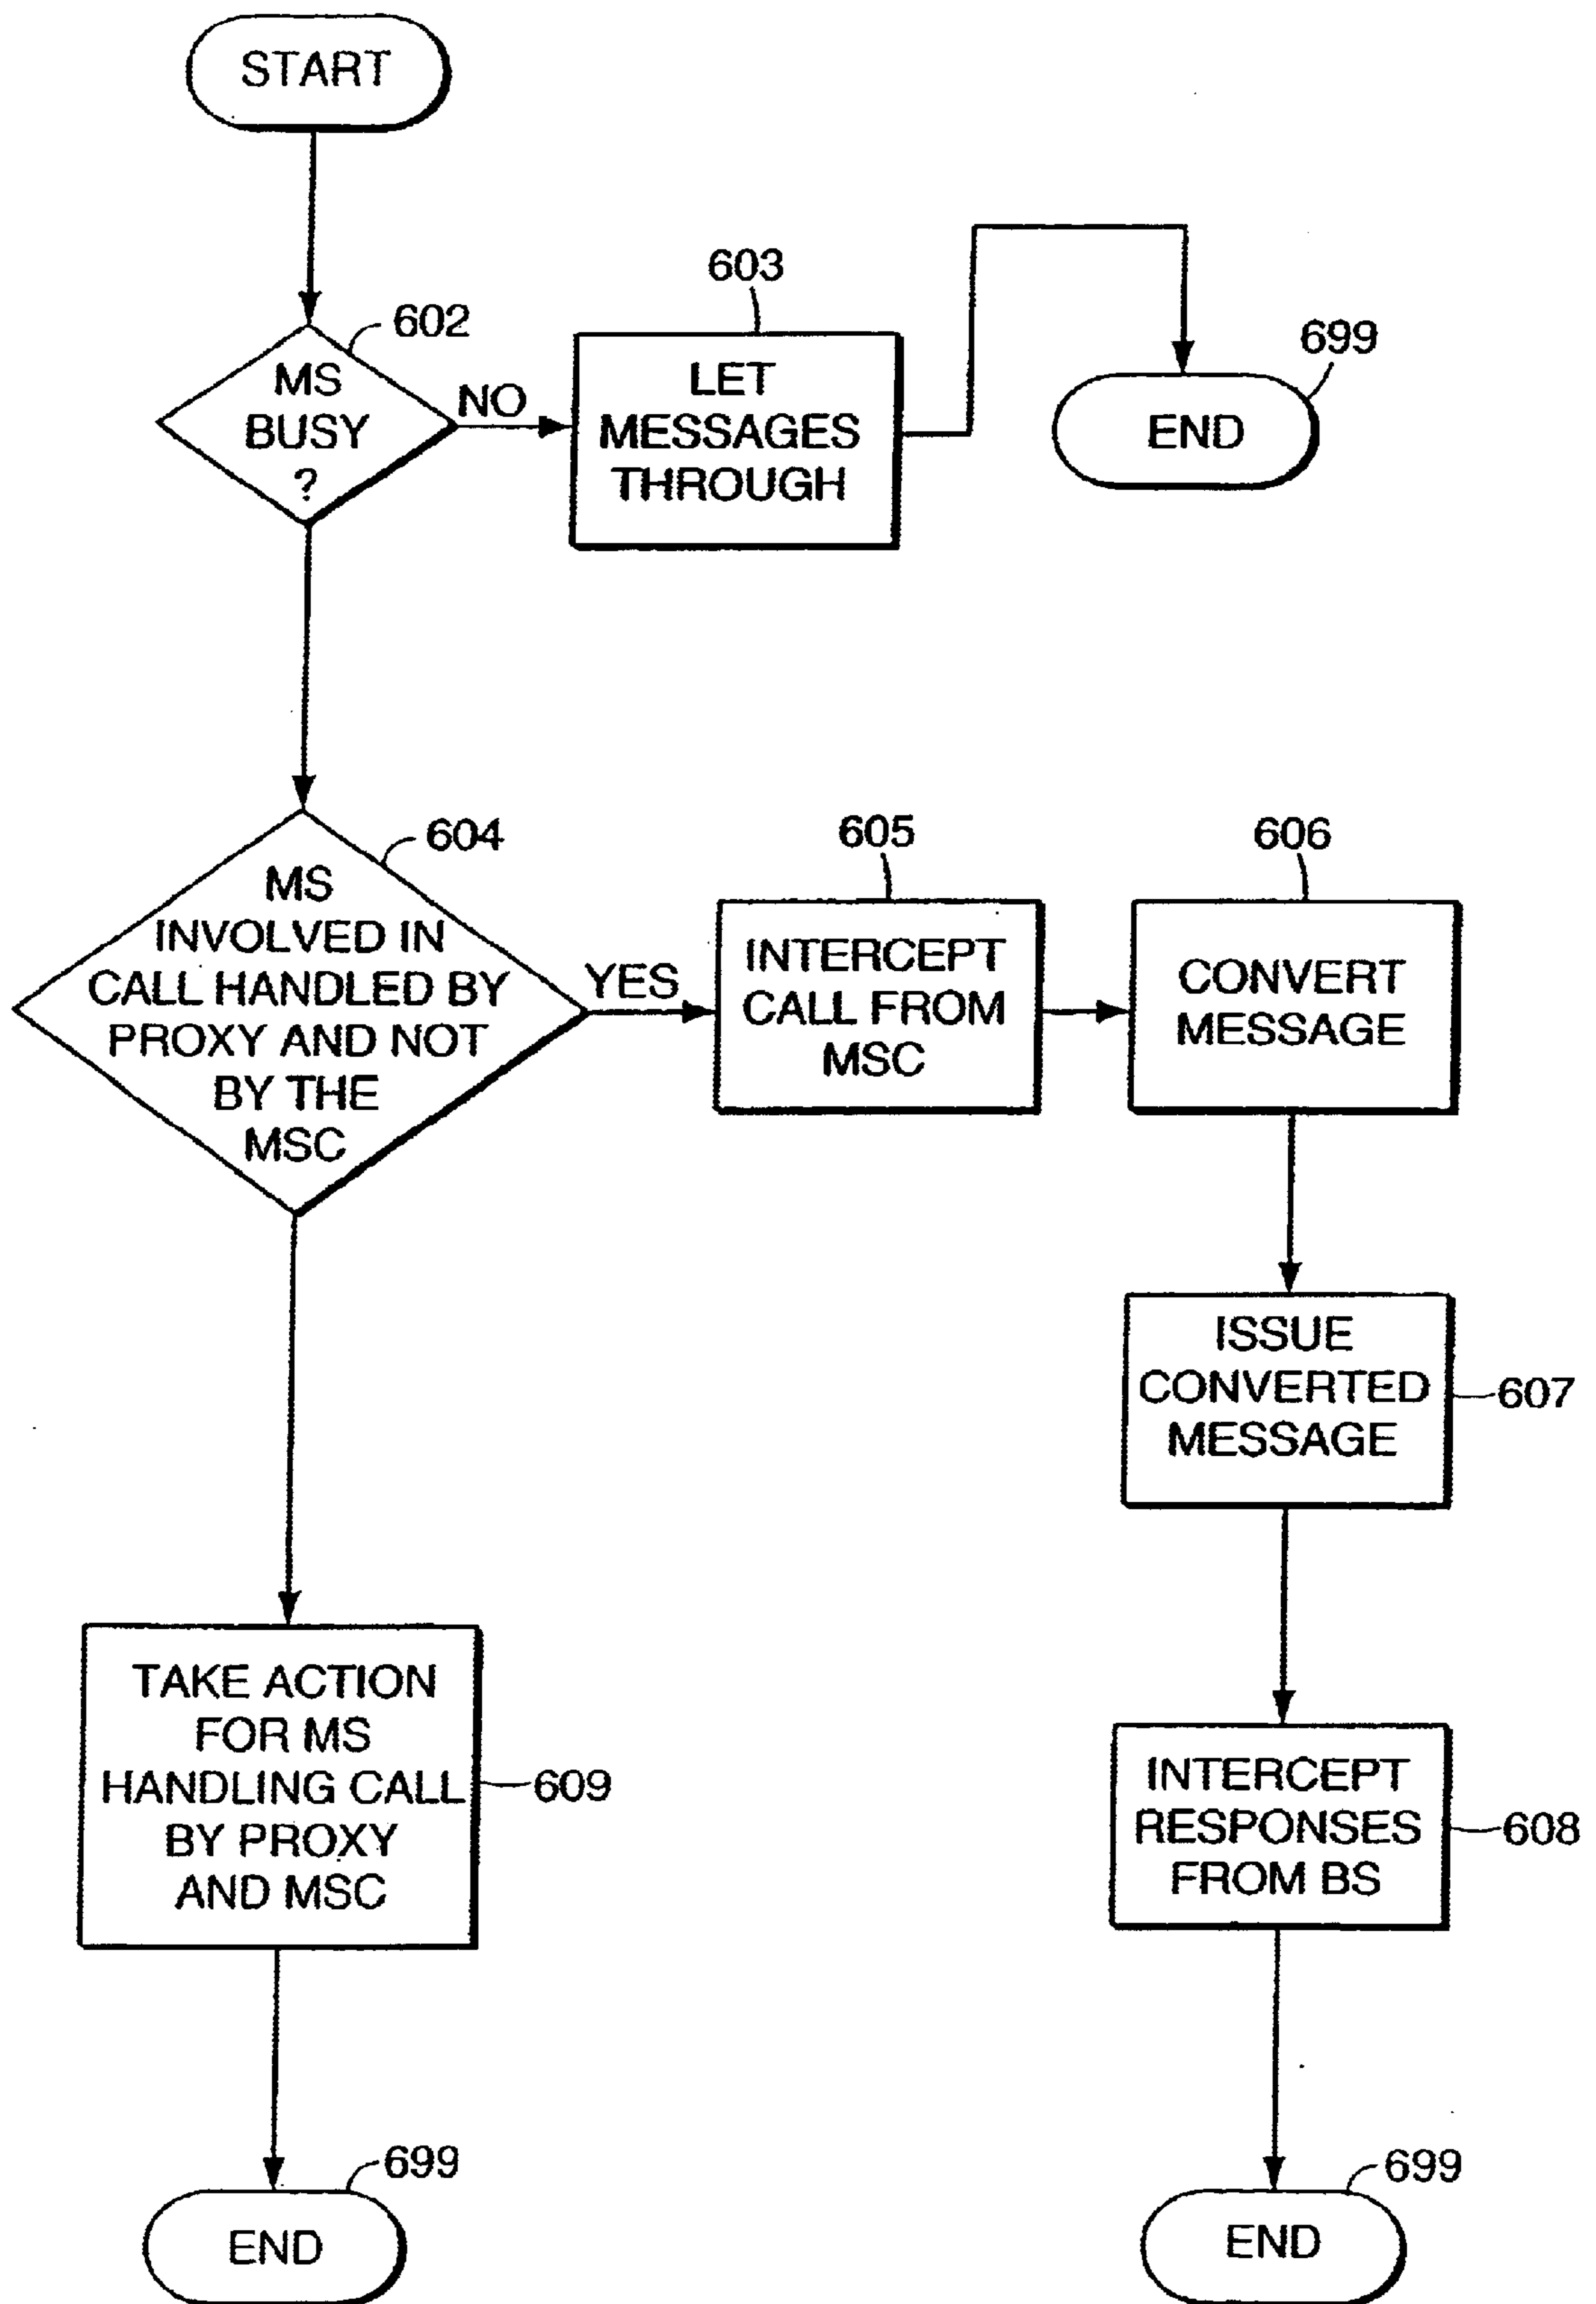 START
602
MS
BUSY
?
NO
603
LET
MESSAGES
THROUGH
699
END
604
MS
INVOLVED IN
CALL HANDLED BY
PROXY AND NOT
BY THE
MSC
YES
605
INTERCEPT
CALL FROM
MSC
606
CONVERT
MESSAGE
ISSUE
CONVERTED
MESSAGE
607
TAKE ACTION
FOR MS
HANDLING CALL
BY PROXY
AND MSC
609
INTERCEPT
RESPONSES
FROM BS
608
699
END
699
END